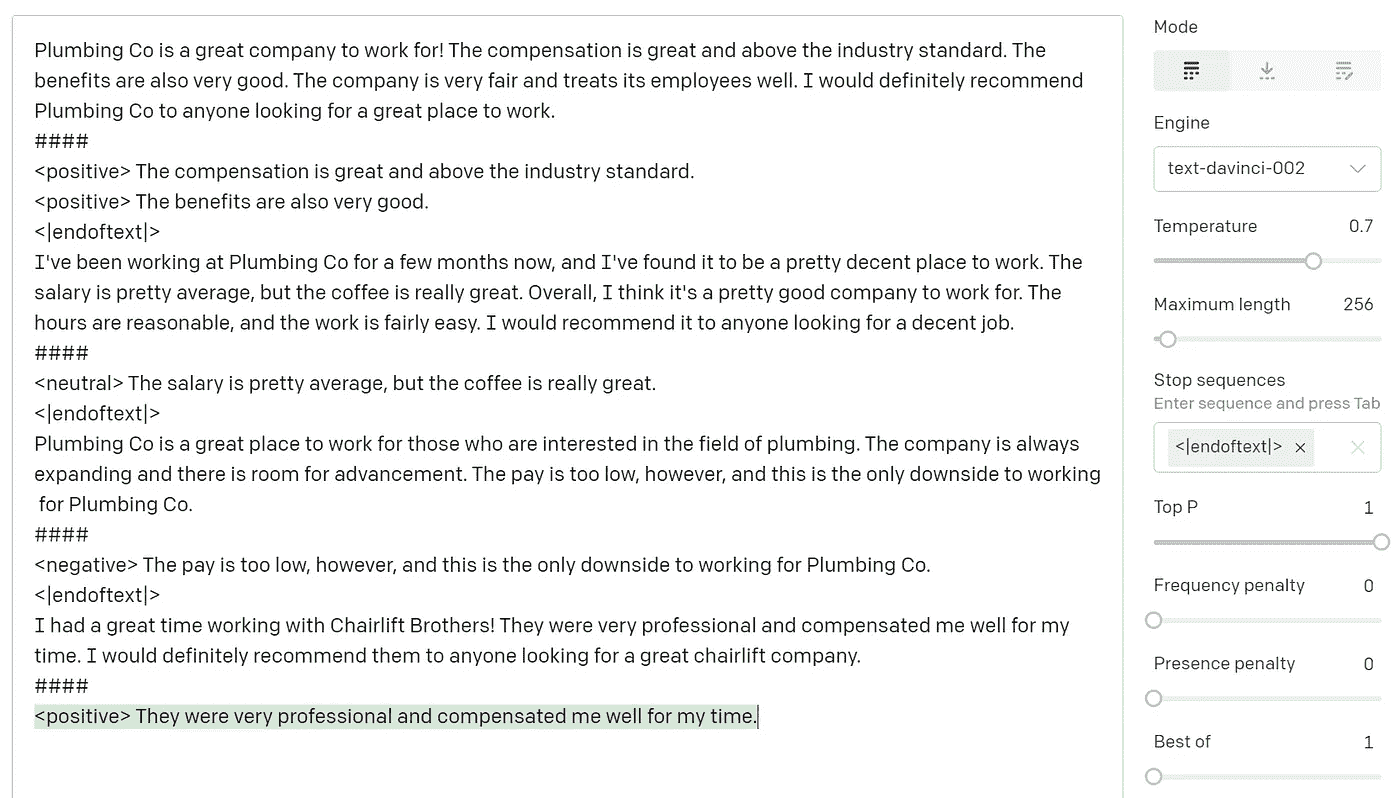 Plumbing Co is a great company to work for! The compensation is great and above the industry standard. The
benefits are also very good. The company is very fair and treats its employees well. I would definitely recommend
Plumbing Co to anyone looking for a great place to work.
####
<positive> The compensation is great and above the industry standard.
<positive> The benefits are also very good.
<|endoftext|>
I've been working at Plumbing Co for a few months now, and I've found it to be a pretty decent place to work. The
salary is pretty average, but the coffee is really great. Overall, I think it's a pretty good company to work for. The
hours are reasonable, and the work is fairly easy. I would recommend it to anyone looking for a decent job.
####
<neutral> The salary is pretty average, but the coffee is really great.
<|endoftext|>
Plumbing Co is a great place to work for those who are interested in the field of plumbing. The company is always
expanding and there is room for advancement. The pay is too low, however, and this is the only downside to working
for Plumbing Co.
####
<negative> The pay is too low, however, and this is the only downside to working for Plumbing Co.
<|endoftext|>
I had a great time working with Chairlift Brothers! They were very professional and compensated me well for my
time. I would definitely recommend them to anyone looking for a great chairlift company.
####
<positive> They were very professional and compensated me well for my time.
Mode
Engine
text-davinci-002
Temperature 0.7
Maximum length 256
Stop sequences
Enter sequence and press Tab
<|endoftext|> ×
Top P 1
Frequency penalty 0
Presence penalty 0
Best of 1